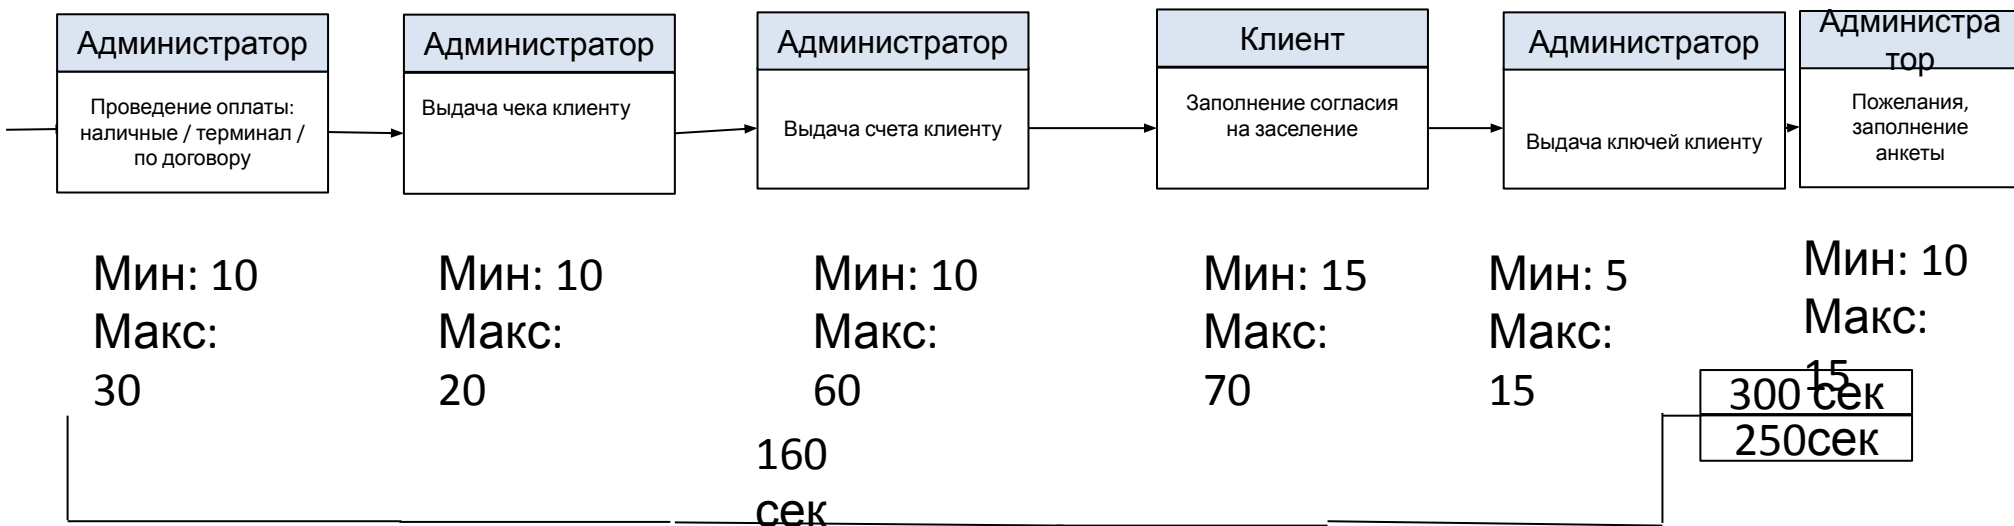 Администратор
Проведение оплаты:
наличные / терминал /
по договору
Администратор
Выдача чека клиенту
Администратор
Выдача счета клиенту
Клиент
Заполнение согласия
на заселение
Администратор
Выдача ключей клиенту
Администра
тор
Пожелания,
заполнение
анкеты
Мин: 10
Макс:
30
Мин: 10
Макс:
20
Мин: 10
Макс:
60
Мин: 15
Макс:
70
Мин: 5
Макс:
15
Мин: 10
Макс:
15
300 сек
250сек
160
сек